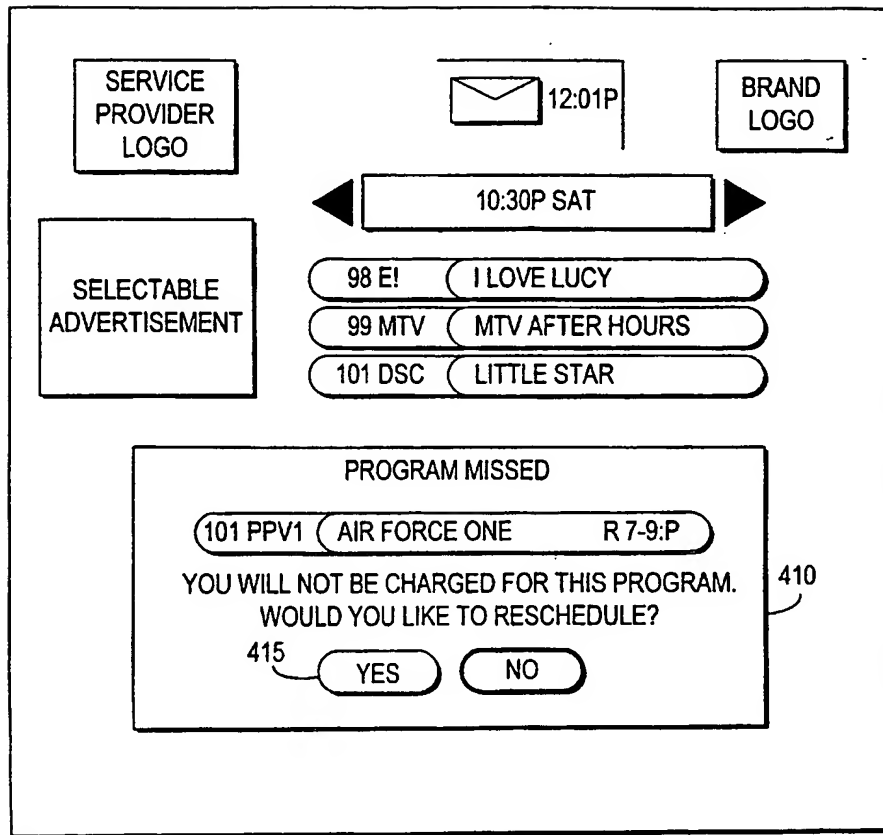 SERVICE
PROVIDER
LOGO
12:01P
BRAND
LOGO
10:30P SAT
SELECTABLE
ADVERTISEMENT
98 E! I LOVE LUCY
99 MTV MTV AFTER HOURS
101 DSC LITTLE STAR
PROGRAM MISSED
101 PPV1 AIR FORCE ONE R 7-9:P
YOU WILL NOT BE CHARGED FOR THIS PROGRAM.
WOULD YOU LIKE TO RESCHEDULE?
410
415
YES NO